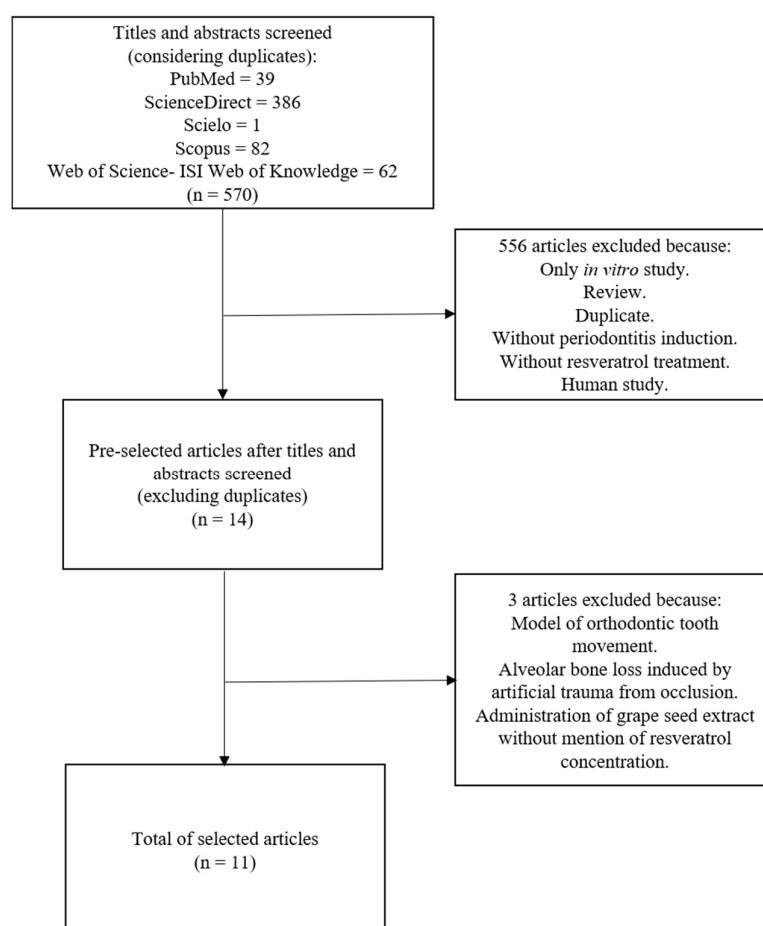 Titles and abstracts screened
(considering duplicates):
PubMed = 39
ScienceDirect = 386
Scielo = 1
Scopus = 82
Web of Science- ISI Web of Knowledge = 62
(n = 570)
556 articles excluded because:
Only in vitro study.
Review.
Duplicate.
Without periodontitis induction.
Without resveratrol treatment.
Human study.
Pre-selected articles after titles and
abstracts screened
(excluding duplicates)
(n = 14)
3 articles excluded because:
Model of orthodontic tooth
movement.
Alveolar bone loss induced by
artificial trauma from occlusion.
Administration of grape seed extract
without mention of resveratrol
concentration.
Total of selected articles
(n = 11)